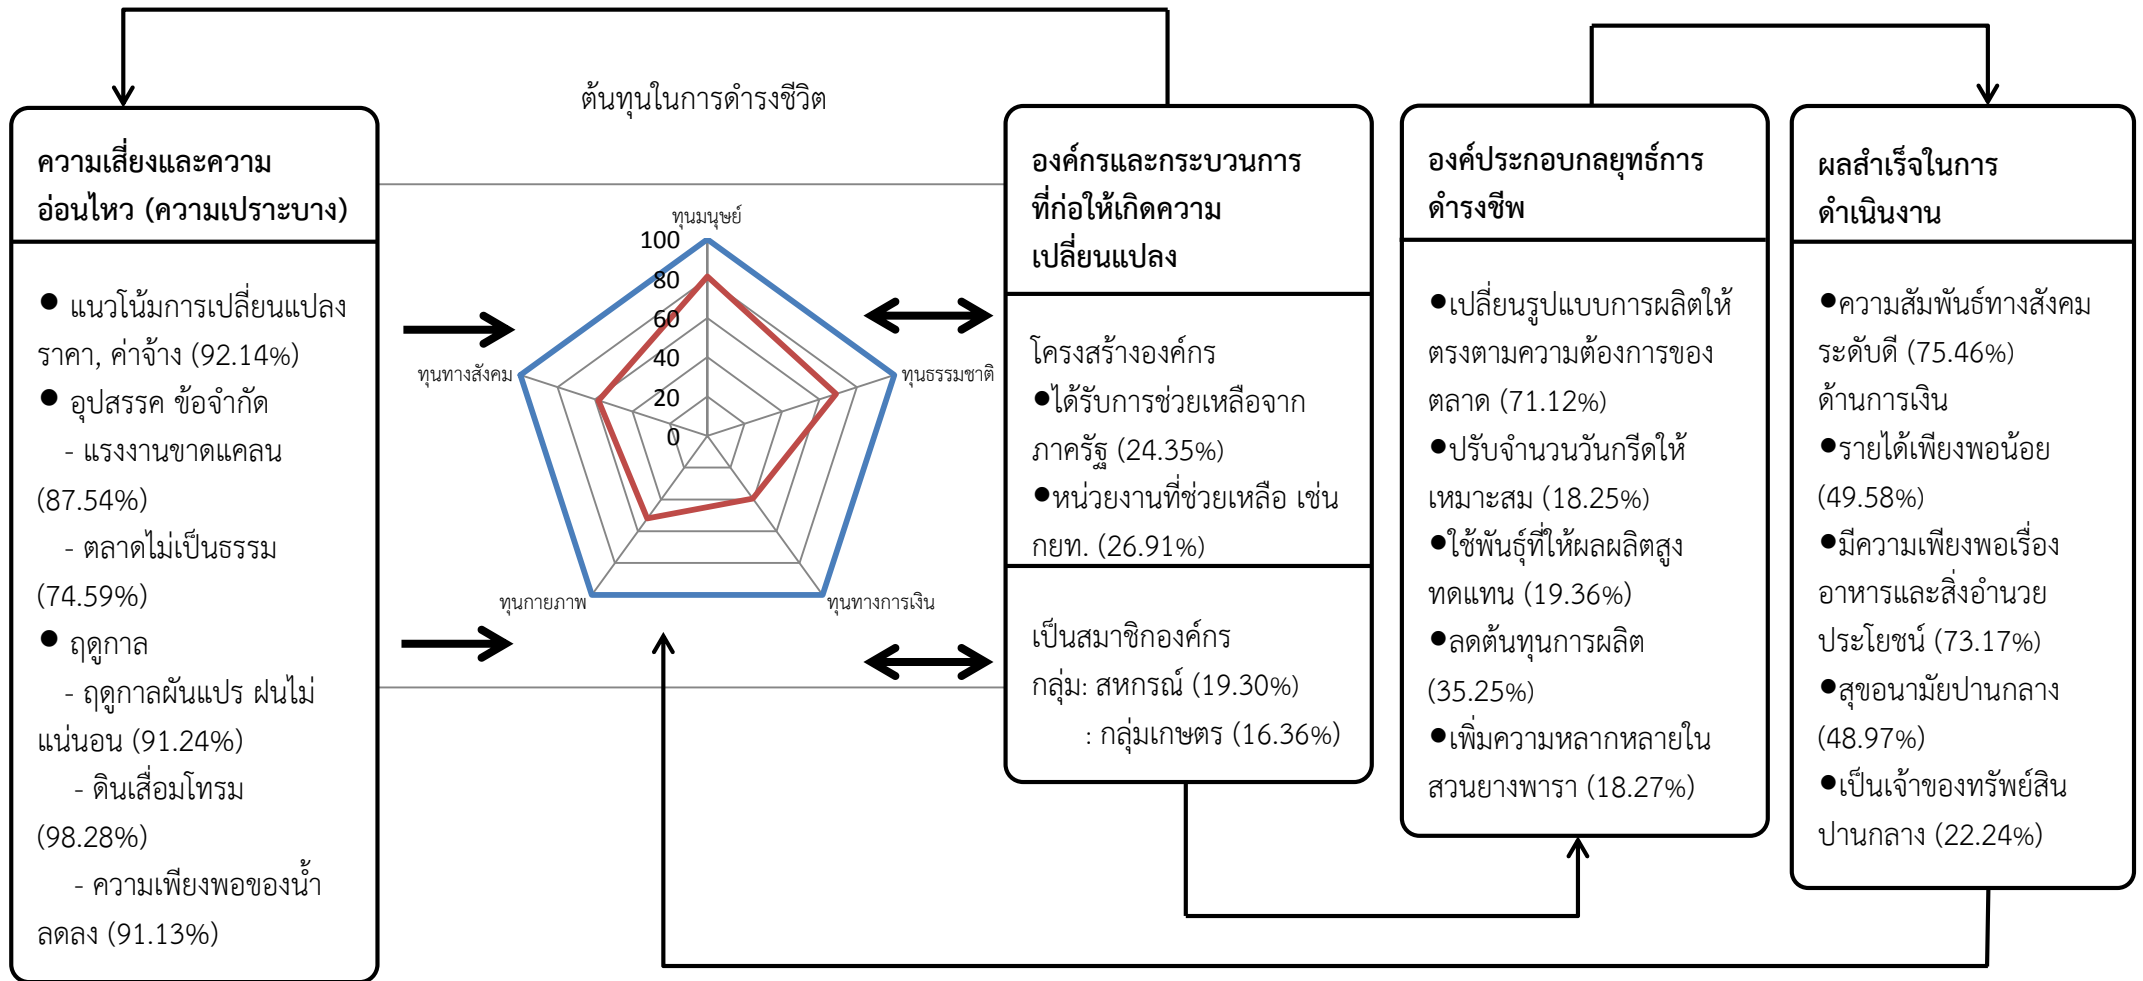 ต้นทุนในการดำรงชีวิต
ความเสี่ยงและความ
อ่อนไหว (ความเปราะบาง)
● แนวโน้มการเปลี่ยนแปลง
ราคา, ค่าจ้าง (92.14%)
● อุปสรรค ข้อจำกัด
- แรงงานขาดแคลน
(87.54%)
- ตลาดไม่เป็นธรรม
(74.59%)
● ฤดูกาล
- ฤดูกาลผันแปร ฝนไม่
แน่นอน (91.24%)
- ดินเสื่อมโทรม
(98.28%)
- ความเพียงพอของน้ำ
ลดลง (91.13%)
ทุนมนุษย์
100
80
60
40
20
0
ทุนทางสังคม
ทุนธรรมชาติ
ทุนกายภาพ
ทุนทางการเงิน
องค์กรและกระบวนการ
ที่ก่อให้เกิดความ
เปลี่ยนแปลง
โครงสร้างองค์กร
●ได้รับการช่วยเหลือจาก
ภาครัฐ (24.35%)
●หน่วยงานที่ช่วยเหลือ เช่น
กยท. (26.91%)
เป็นสมาชิกองค์กร
กลุ่ม: สหกรณ์ (19.30%)
: กลุ่มเกษตร (16.36%)
องค์ประกอบกลยุทธ์การ
ดำรงชีพ
●เปลี่ยนรูปแบบการผลิตให้
ตรงตามความต้องการของ
ตลาด (71.12%)
●ปรับจำนวนวันกรีดให้
เหมาะสม (18.25%)
●ใช้พันธุ์ที่ให้ผลผลิตสูง
ทดแทน (19.36%)
●ลดต้นทุนการผลิต
(35.25%)
●เพิ่มความหลากหลายใน
สวนยางพารา (18.27%)
ผลสำเร็จในการ
ดำเนินงาน
●ความสัมพันธ์ทางสังคม
ระดับดี (75.46%)
ด้านการเงิน
●รายได้เพียงพอน้อย
(49.58%)
●มีความเพียงพอเรื่อง
อาหารและสิ่งอำนวย
ประโยชน์ (73.17%)
●สุขอนามัยปานกลาง
(48.97%)
●เป็นเจ้าของทรัพย์สิน
ปานกลาง (22.24%)